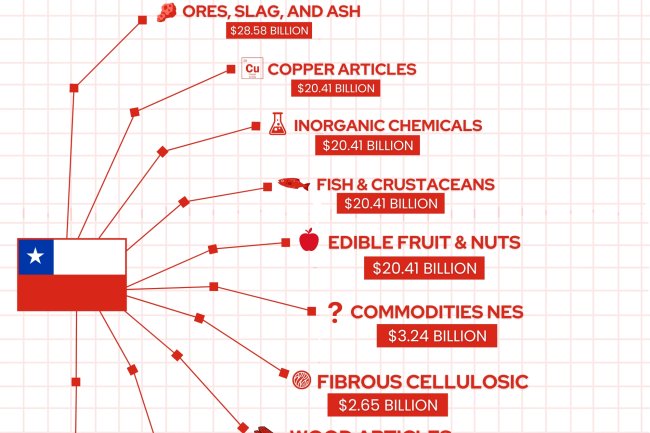 ORES, SLAG, AND ASH
$28.58 BILLION
Cu
COPPER ARTICLES
$20.41 BILLION
INORGANIC CHEMICALS
$20.41 BILLION
FISH & CRUSTACEANS
$20.41 BILLION
EDIBLE FRUIT & NUTS
$20.41 BILLION
? COMMODITIES NES
$3.24 BILLION
FIBROUS CELLULOSIC
$2.65 BILLION
WOOD ARTICLES